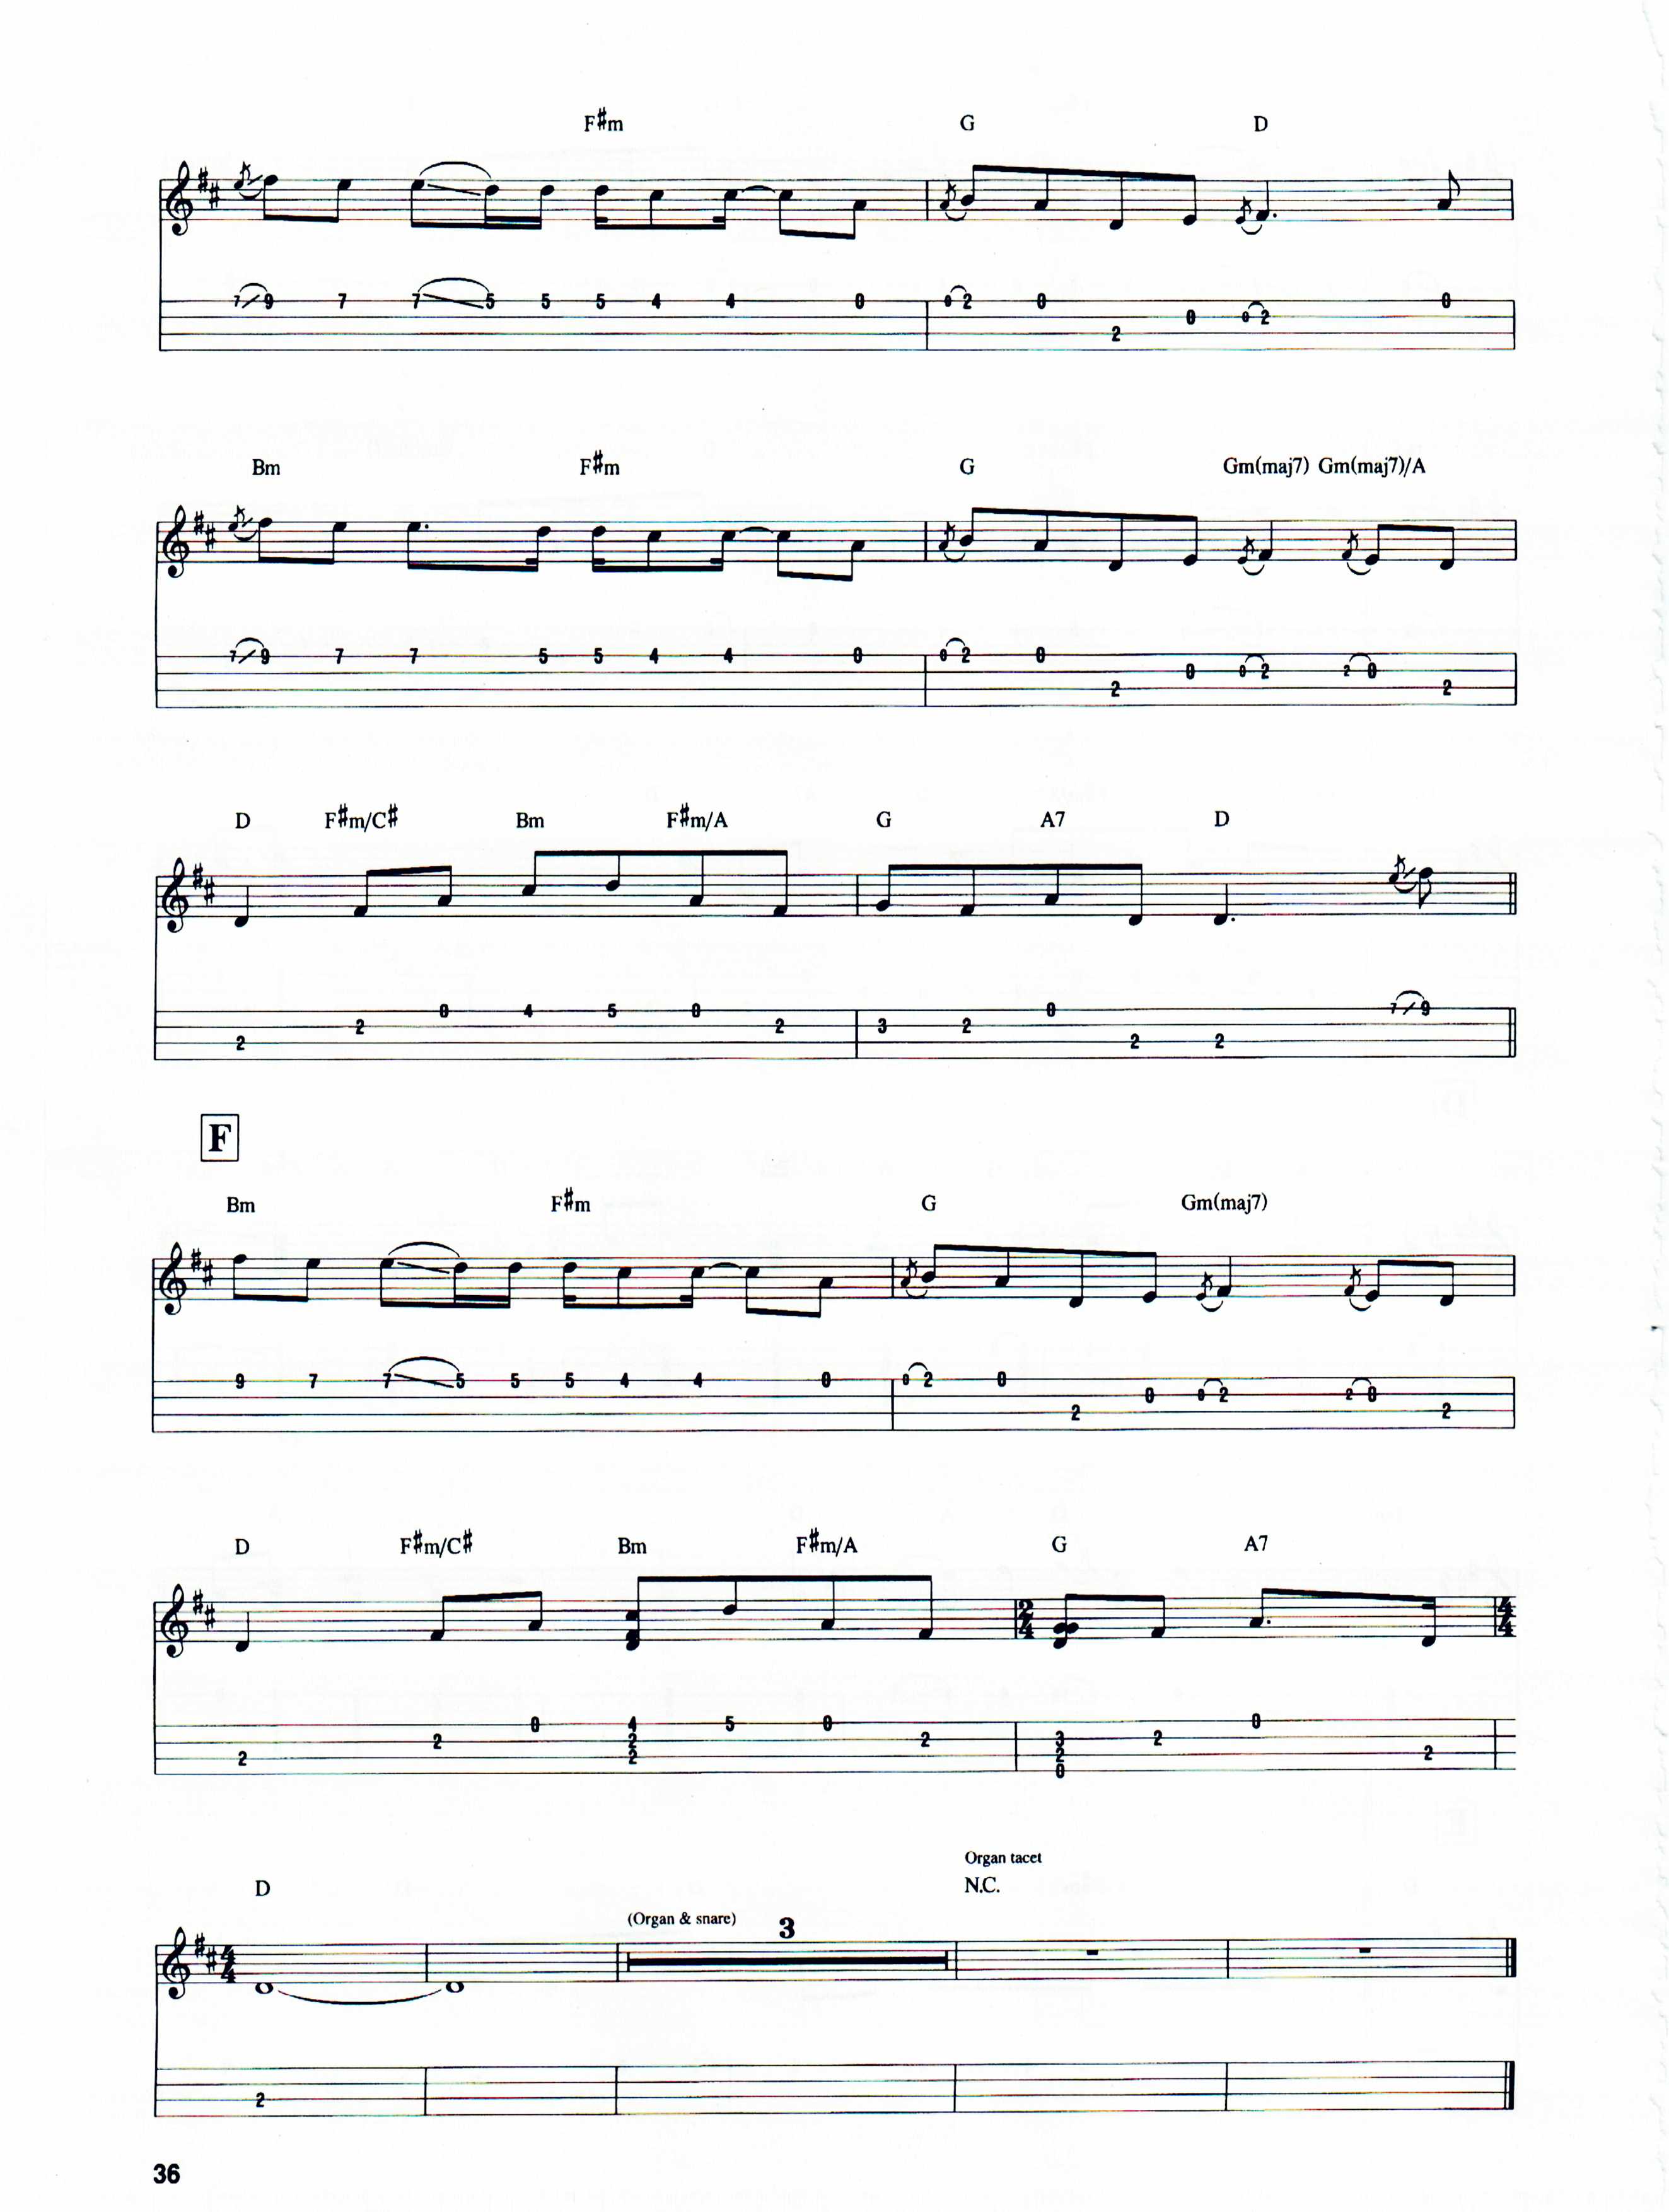 F#m G D
7 9 7 7 5 5 5 4 4 0 0 2 0 2 0 0 2 0
Bm F#m G Gm(maj7) Gm(maj7)/A
7 9 7 7 5 5 4 4 0 0 2 0 2 0 0 2 2 0 2
D F#m/C# Bm F#m/A G A7 D
2 2 0 4 5 0 2 3 2 0 2 2 7 9
F
Bm F#m G Gm(maj7)
9 7 7 5 5 5 4 4 0 0 2 0 2 0 0 2 2 0 2
D F#m/C# Bm F#m/A G A7
2 4 4 4
2 2 0 4 2 2 5 0 2 3 2 0 2 0 2
Organ tacet
D N.C.
(Organ & snare) 3
4 4
2
36